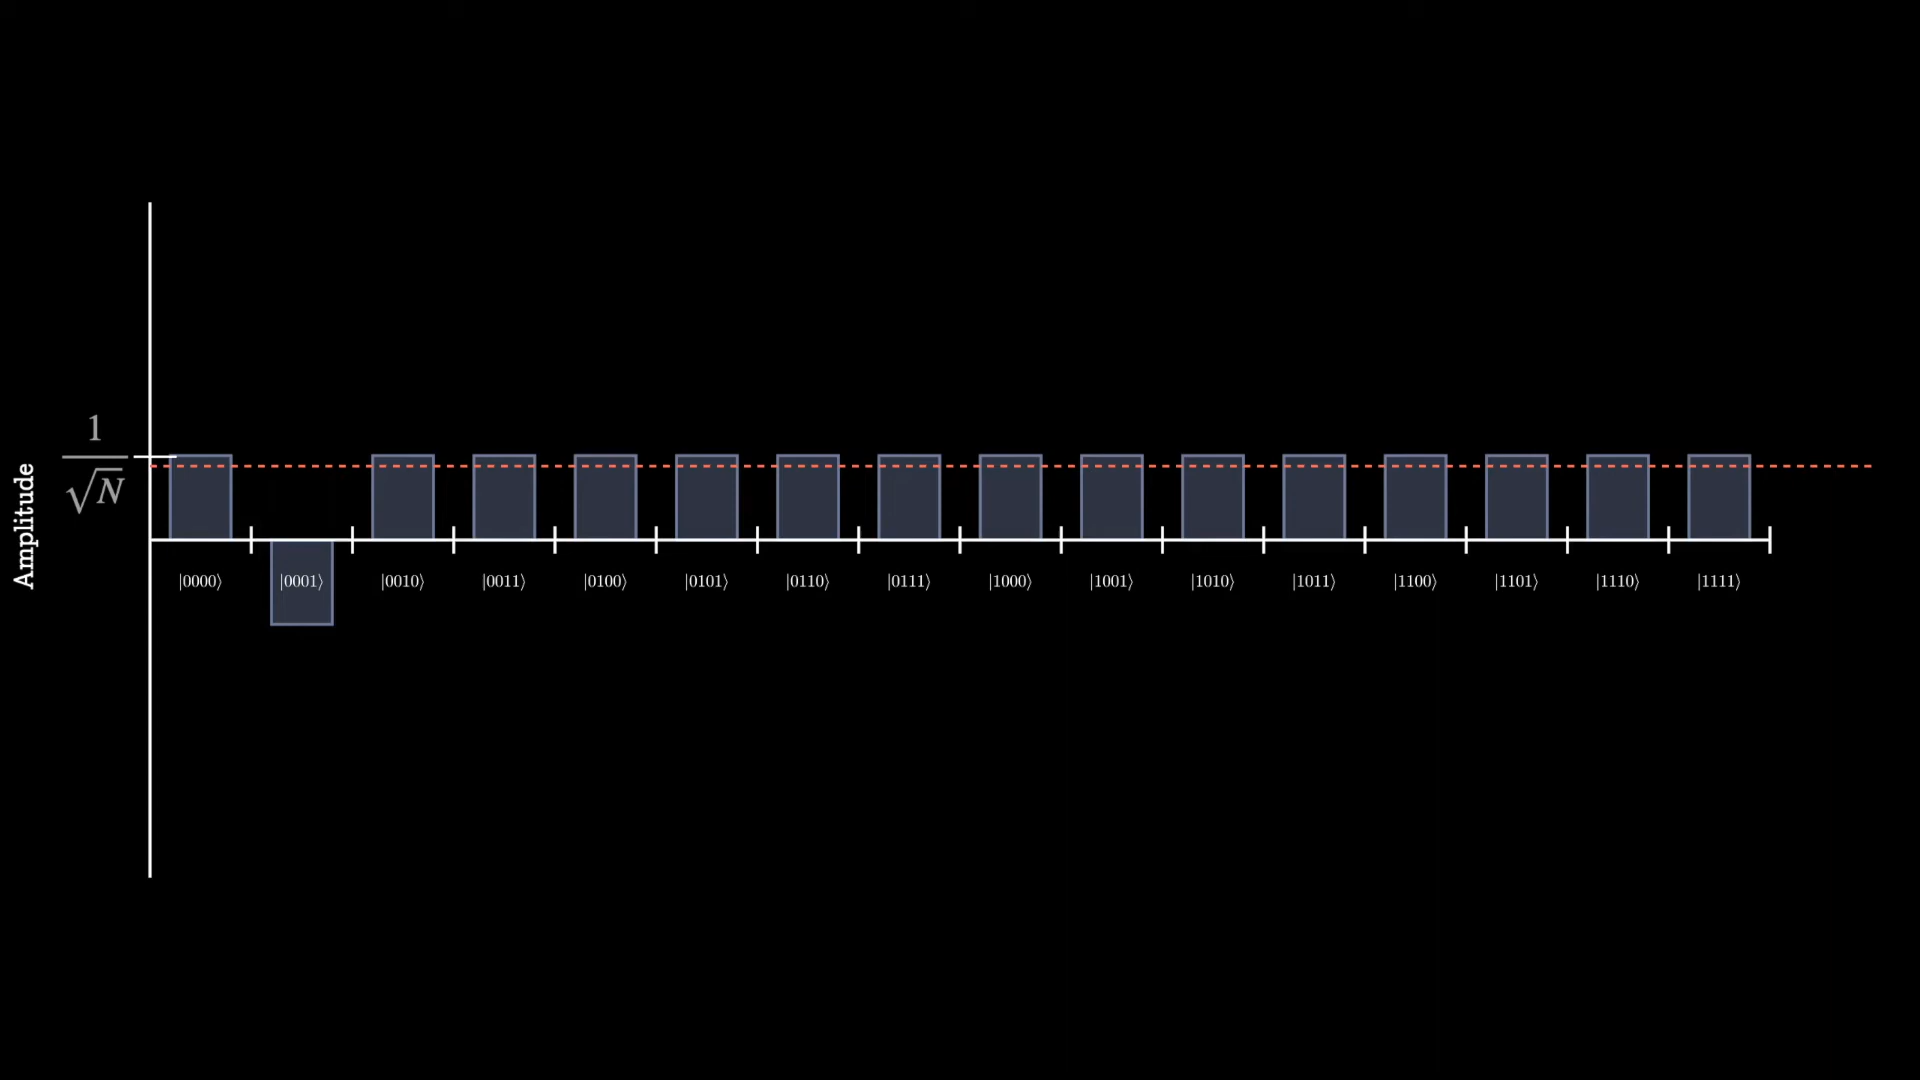 1
√N
Amplitude
|0000⟩ |0001⟩ |0010⟩ |0011⟩ |0100⟩ |0101⟩ |0110⟩ |0111⟩ |1000⟩ |1001⟩ |1010⟩ |1011⟩ |1100⟩ |1101⟩ |1110⟩ |1111⟩